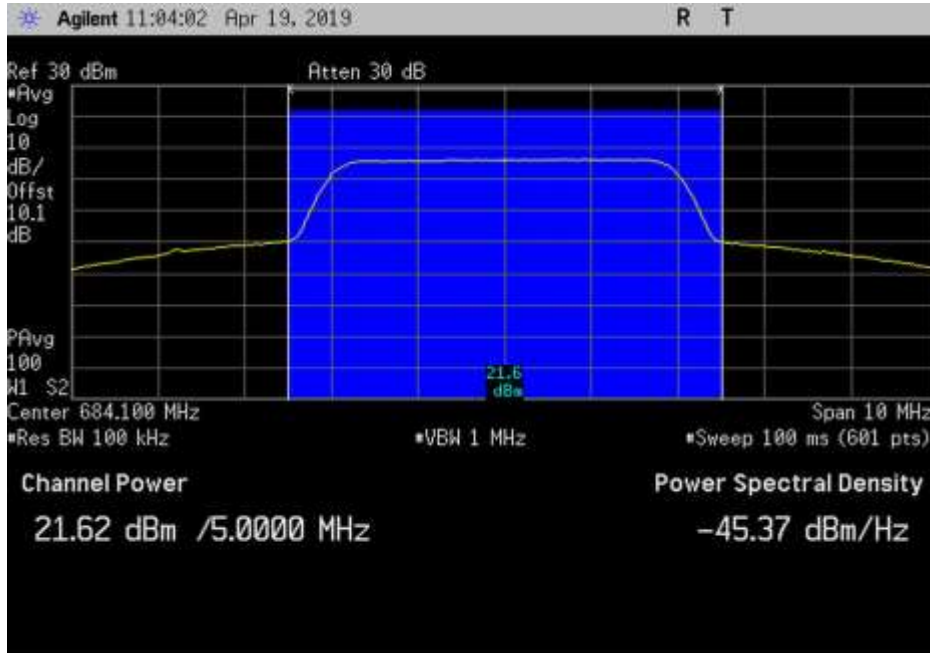 Agilent 11:04:02 Apr 19, 2019 R T
Ref 30 dBm Atten 30 dB
*Avg
Log
10
dB/
Offset
10.1
dB
PAvg
100
W1 S2
21.6
dBm
Center 684.100 MHz Span 10 MHz
*Res BW 100 kHz *VBW 1 MHz *Sweep 100 ms (601 pts)
Channel Power Power Spectral Density
21.62 dBm /5.0000 MHz -45.37 dBm/Hz